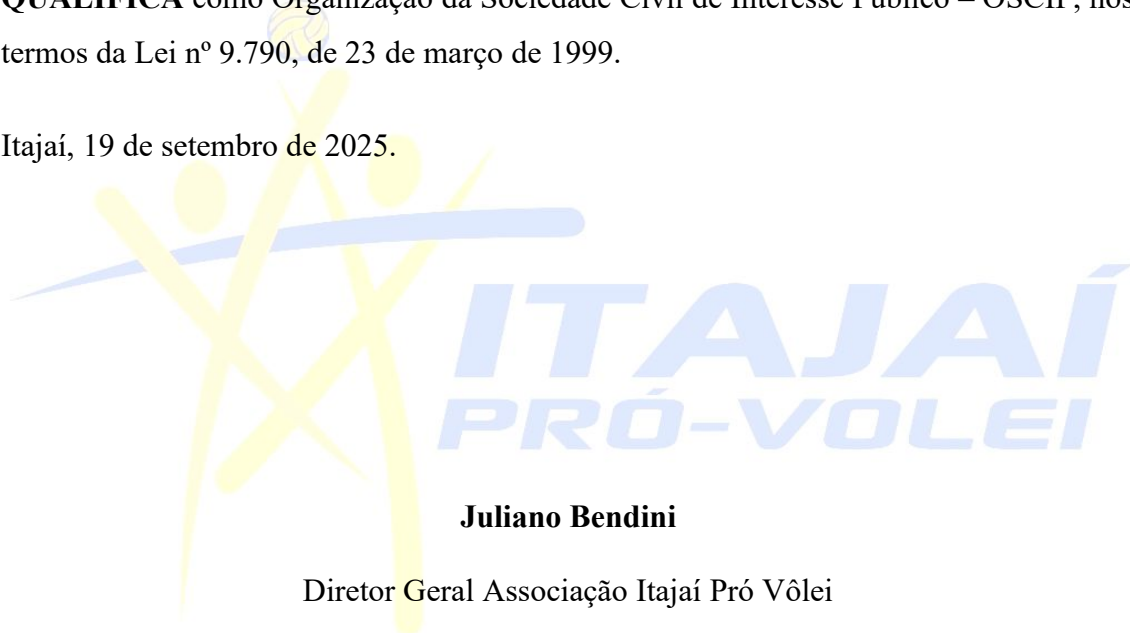 QUALIFICA como Organização da Sociedade Civil de Interesse Público – OSCIP, nos
termos da Lei nº 9.790, de 23 de março de 1999.
Itajaí, 19 de setembro de 2025.
ITAJAÍ
PRÓ-VOLEI
Juliano Bendini
Diretor Geral Associação Itajaí Pró Vôlei